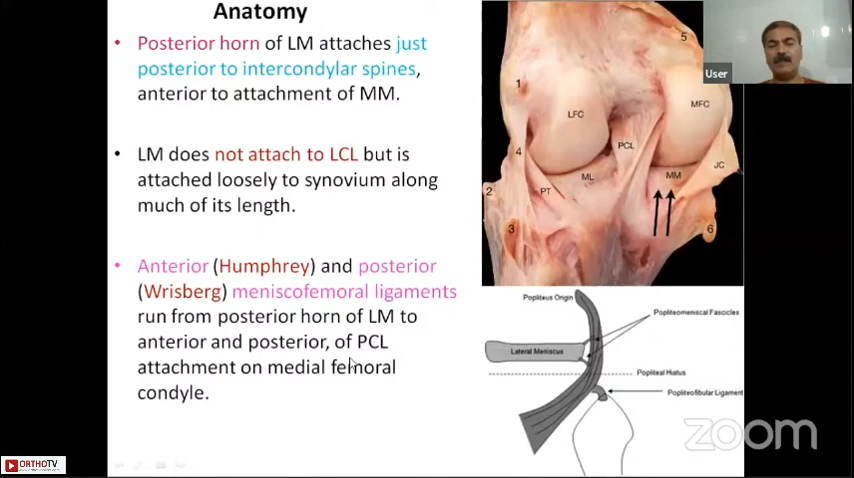 Anatomy
Posterior horn of LM attaches just
posterior to intercondylar spines,
anterior to attachment of MM.
LM does not attach to LCL but is
attached loosely to synovium along
much of its length.
Anterior (Humphrey) and posterior
(Wrisberg) meniscofemoral ligaments
run from posterior horn of LM to
anterior and posterior, of PCL
attachment on medial femoral
condyle.
5
1
LFC
MFC
PCL
4
JC
ML
MM
PT
2
3
6
User
Popliteus Origin
Popliteomeniscal Fascicles
Lateral Meniscus
Popliteal Hiatus
Popliteofibular Ligament
zoom
ORTHOTV